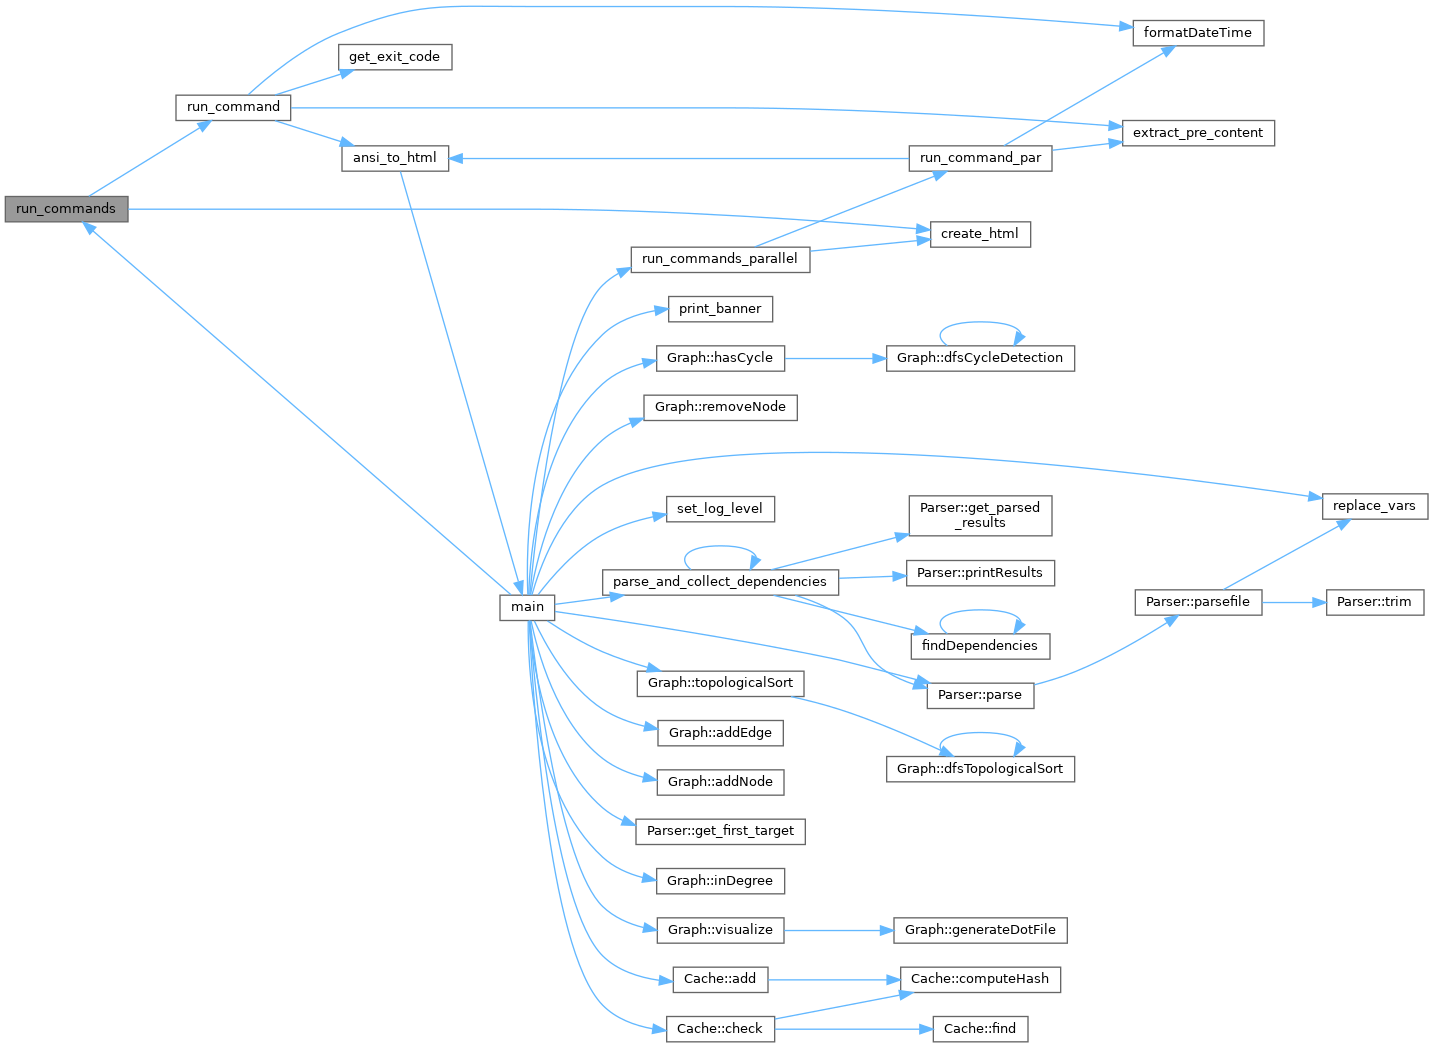 formatDateTime
get_exit_code
run_command
extract_pre_content
ansi_to_html
run_command_par
run_commands
create_html
run_commands_parallel
print_banner
Graph::hasCycle
Graph::dfsCycleDetection
Graph::removeNode
replace_vars
set_log_level
Parser::get_parsed
_results
parse_and_collect_dependencies
Parser::printResults
main
Parser::parsefile
Parser::trim
findDependencies
Graph::topologicalSort
Parser::parse
Graph::addEdge
Graph::dfsTopologicalSort
Graph::addNode
Parser::get_first_target
Graph::inDegree
Graph::visualize
Graph::generateDotFile
Cache::add
Cache::computeHash
Cache::check
Cache::find